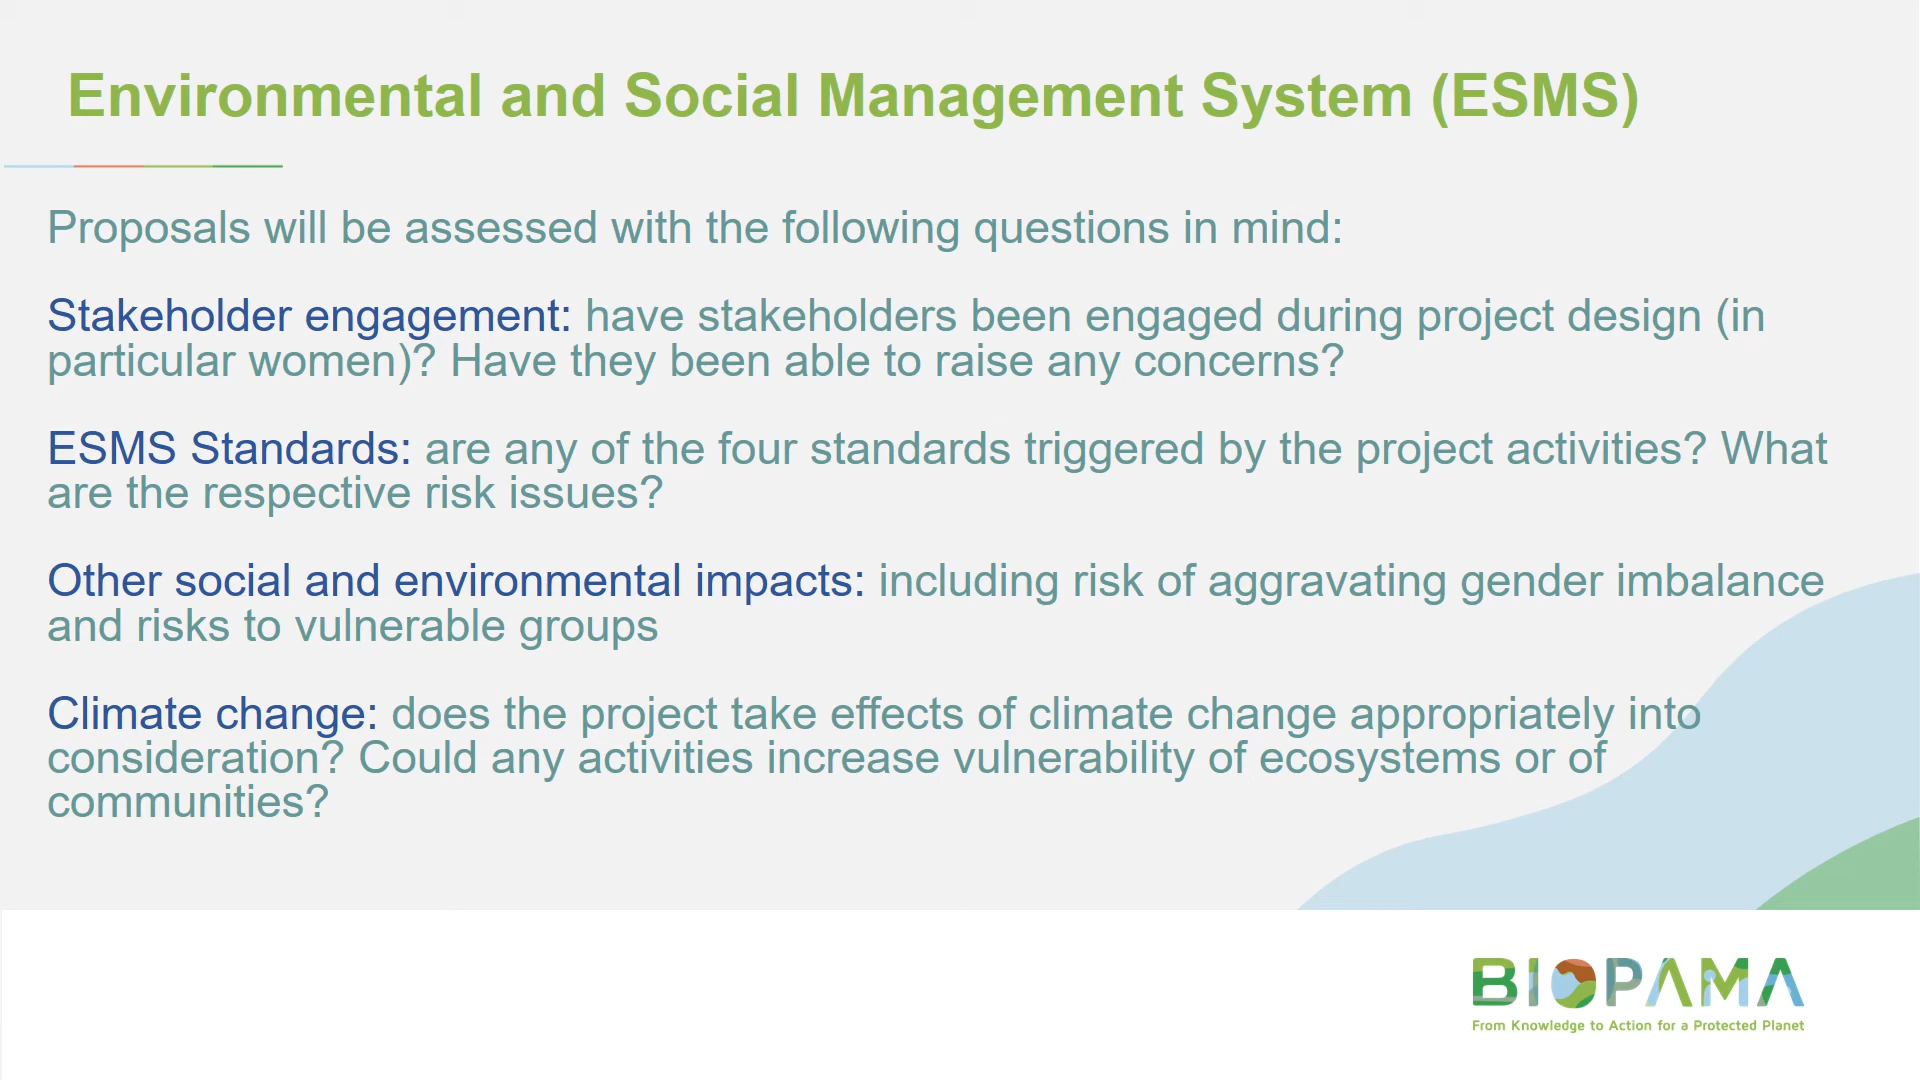 Environmental and Social Management System (ESMS)
Proposals will be assessed with the following questions in mind:
Stakeholder engagement: have stakeholders been engaged during project design (in
particular women)? Have they been able to raise any concerns?
ESMS Standards: are any of the four standards triggered by the project activities? What
are the respective risk issues?
Other social and environmental impacts: including risk of aggravating gender imbalance
and risks to vulnerable groups
Climate change: does the project take effects of climate change appropriately into
consideration? Could any activities increase vulnerability of ecosystems or of
communities?
BIOPAMA
From Knowledge to Action for a Protected Planet